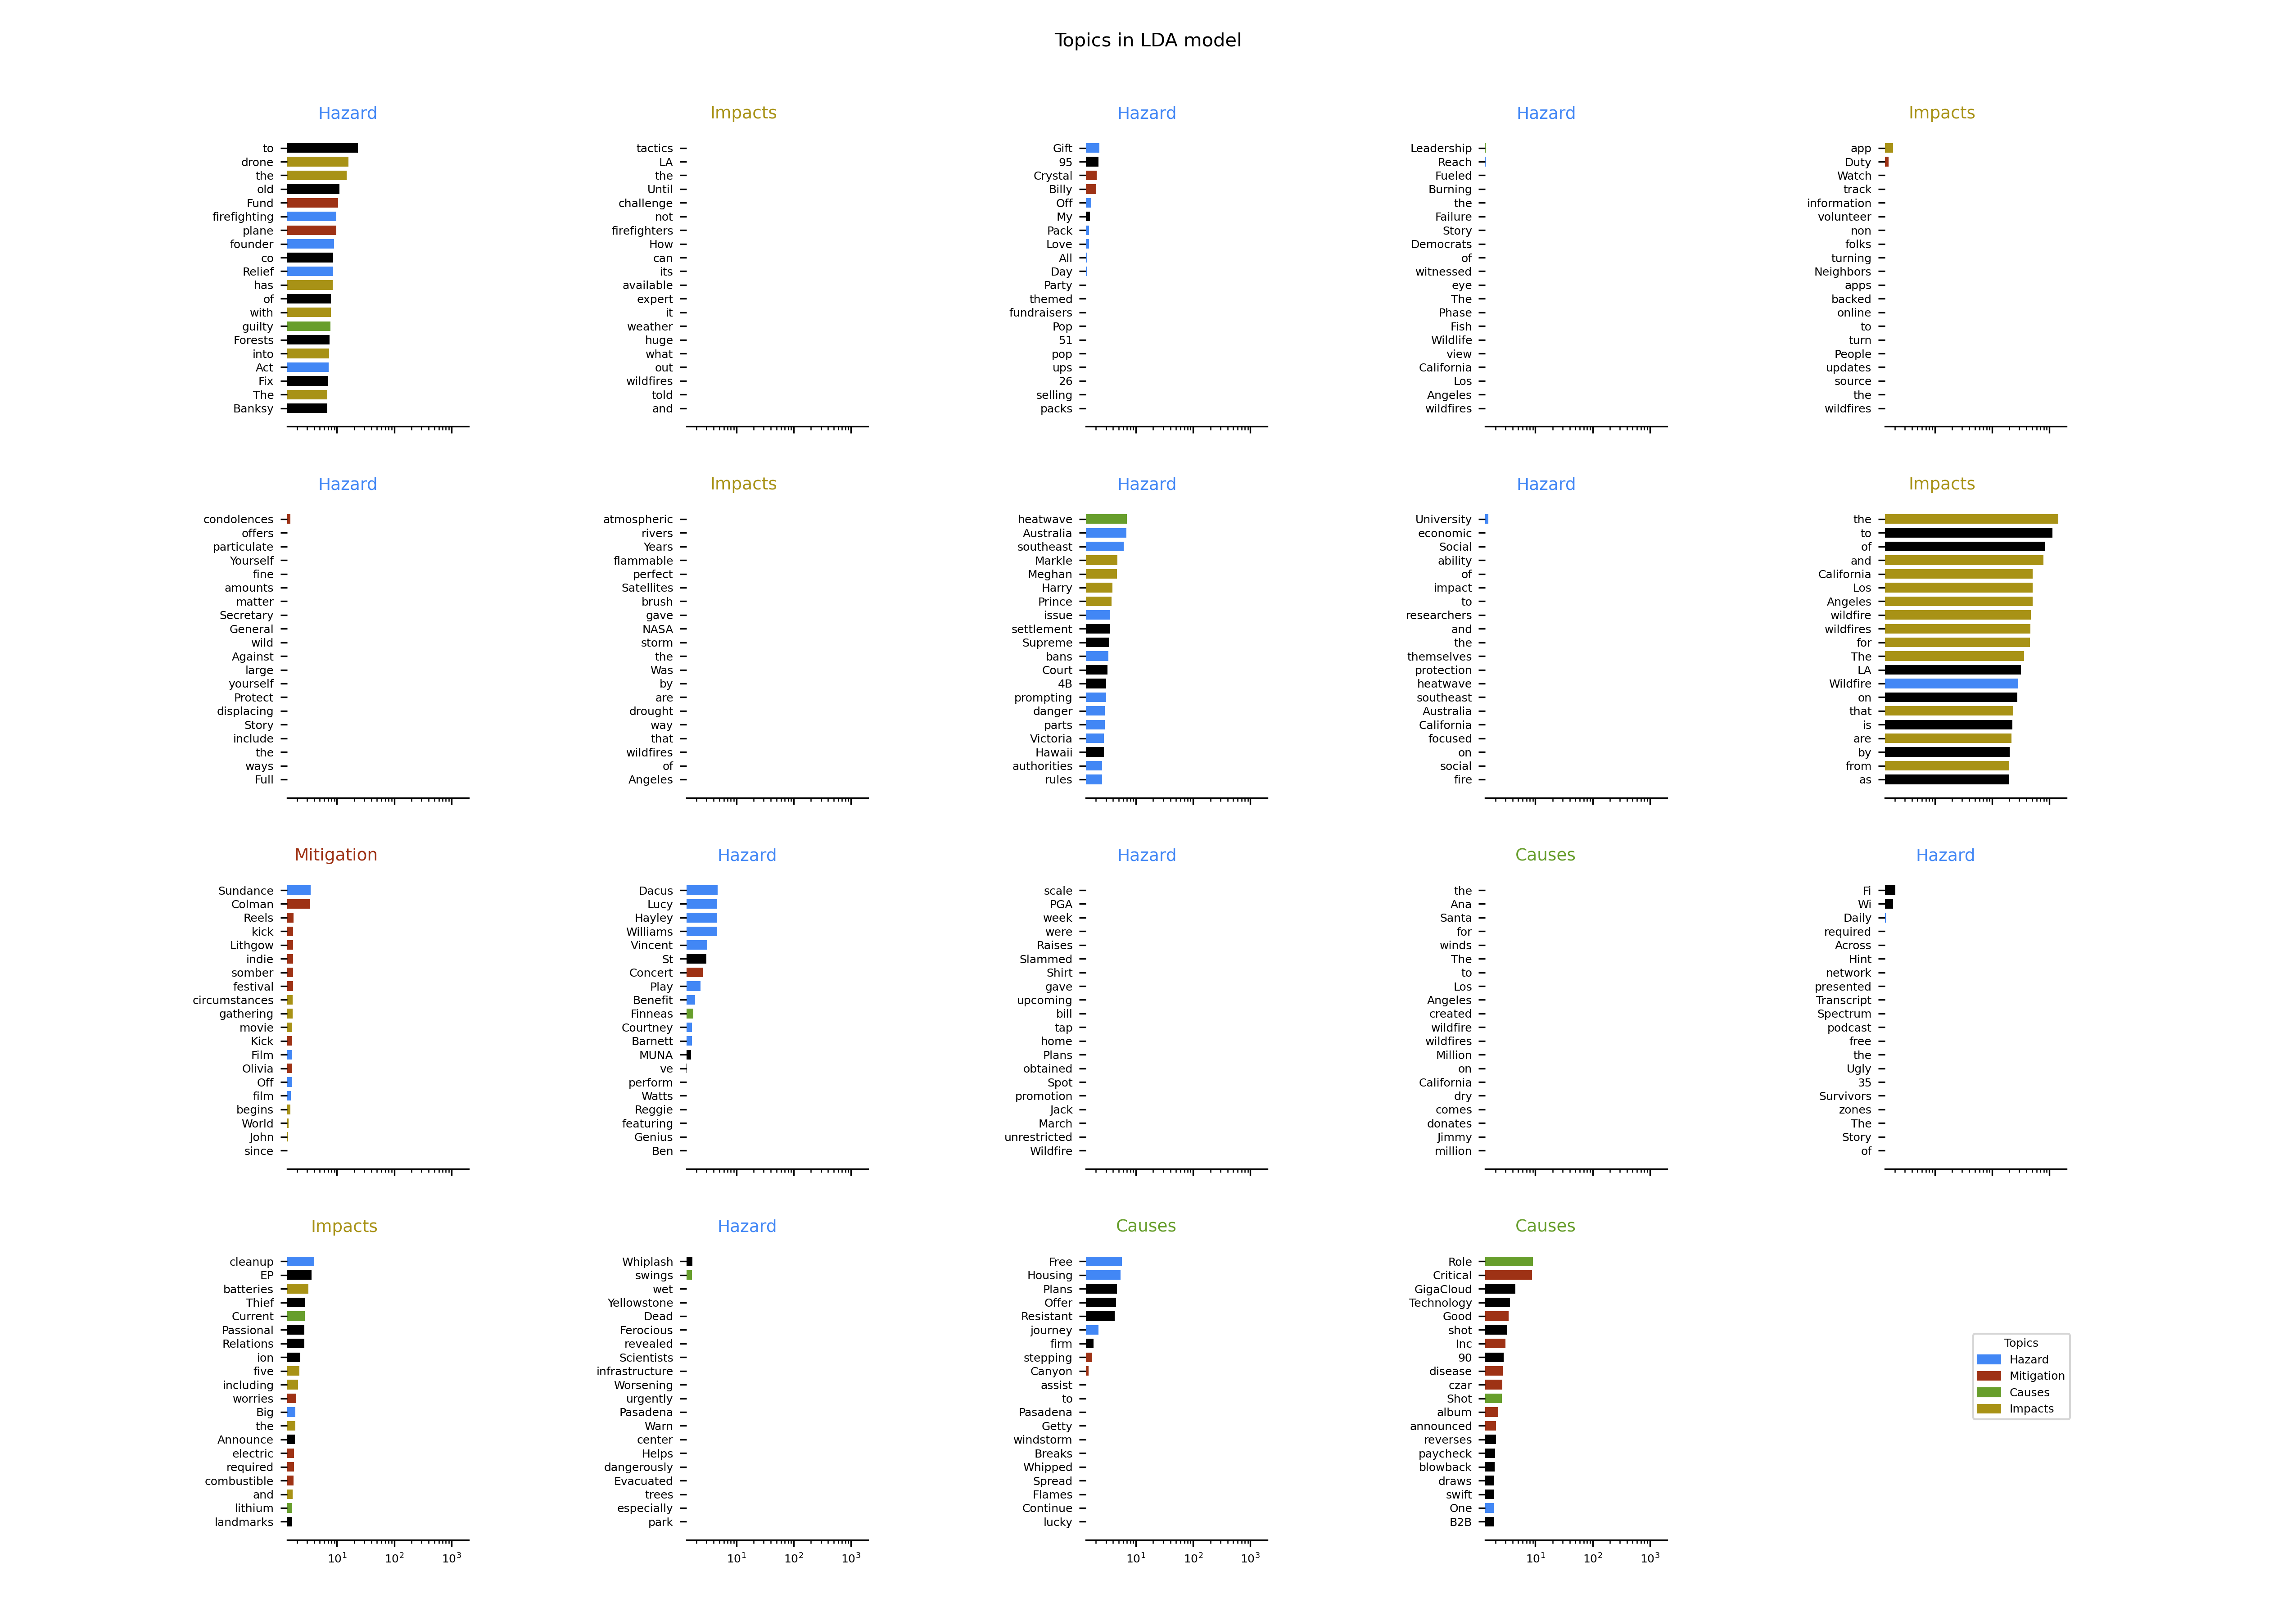 Topics in LDA model
Hazard
to
drone
the
old
Fund
firefighting
plane
founder
co
Relief
has
of
with
guilty
Forests
into
Act
Fix
The
Banksy
Impacts
tactics
LA
the
Until
challenge
not
firefighters
How
can
its
available
expert
it
weather
huge
what
out
wildfires
told
and
Hazard
Gift
95
Crystal
Billy
Off
My
Pack
Love
All
Day
Party
themed
fundraisers
Pop
51
pop
ups
26
selling
packs
Hazard
Leadership
Reach
Fueled
Burning
the
Failure
Story
Democrats
of
witnessed
eye
The
Phase
Fish
Wildlife
view
California
Los
Angeles
wildfires
Impacts
app
Duty
Watch
track
information
volunteer
non
folks
turning
Neighbors
apps
backed
online
to
turn
People
updates
source
the
wildfires
Hazard
condolences
offers
particulate
Yourself
fine
amounts
matter
Secretary
General
wild
Against
large
yourself
Protect
displacing
Story
include
the
ways
Full
Impacts
atmospheric
rivers
Years
flammable
perfect
Satellites
brush
gave
NASA
storm
the
Was
by
are
drought
way
that
wildfires
of
Angeles
Hazard
heatwave
Australia
southeast
Markle
Meghan
Harry
Prince
issue
settlement
Supreme
bans
Court
4B
prompting
danger
parts
Victoria
Hawaii
authorities
rules
Hazard
University
economic
Social
ability
of
impact
to
researchers
and
the
themselves
protection
heatwave
southeast
Australia
California
focused
on
social
fire
Impacts
the
to
of
and
California
Los
Angeles
wildfire
wildfires
for
The
LA
Wildfire
on
that
is
are
by
from
as
Mitigation
Sundance
Colman
Reels
kick
Lithgow
indie
somber
festival
circumstances
gathering
movie
Kick
Film
Olivia
Off
film
begins
World
John
since
Hazard
Dacus
Lucy
Hayley
Williams
Vincent
St
Concert
Play
Benefit
Finneas
Courtney
Barnett
MUNA
ve
perform
Watts
Reggie
featuring
Genius
Ben
Hazard
scale
PGA
week
were
Raises
Slammed
Shirt
gave
upcoming
bill
tap
home
Plans
obtained
Spot
promotion
Jack
March
unrestricted
Wildfire
Causes
the
Ana
Santa
for
winds
The
to
Los
Angeles
created
wildfire
wildfires
Million
on
California
dry
comes
donates
Jimmy
million
Hazard
Fi
Wi
Daily
required
Across
Hint
network
presented
Transcript
Spectrum
podcast
free
the
Ugly
35
Survivors
zones
The
Story
of
Impacts
cleanup
EP
batteries
Thief
Current
Passional
Relations
ion
five
including
worries
Big
the
Announce
electric
required
combustible
and
lithium
landmarks
10¹ 10² 10³
Hazard
Whiplash
swings
wet
Yellowstone
Dead
Ferocious
revealed
Scientists
infrastructure
Worsening
urgently
Pasadena
Warn
center
Helps
dangerously
Evacuated
trees
especially
park
10¹ 10² 10³
Causes
Free
Housing
Plans
Offer
Resistant
journey
firm
stepping
Canyon
assist
to
Pasadena
Getty
windstorm
Breaks
Whipped
Spread
Flames
Continue
lucky
10¹ 10² 10³
Causes
Role
Critical
GigaCloud
Technology
Good
shot
Inc
90
disease
czar
Shot
album
announced
reverses
paycheck
blowback
draws
swift
One
B2B
10¹ 10² 10³
Topics
Hazard
Mitigation
Causes
Impacts